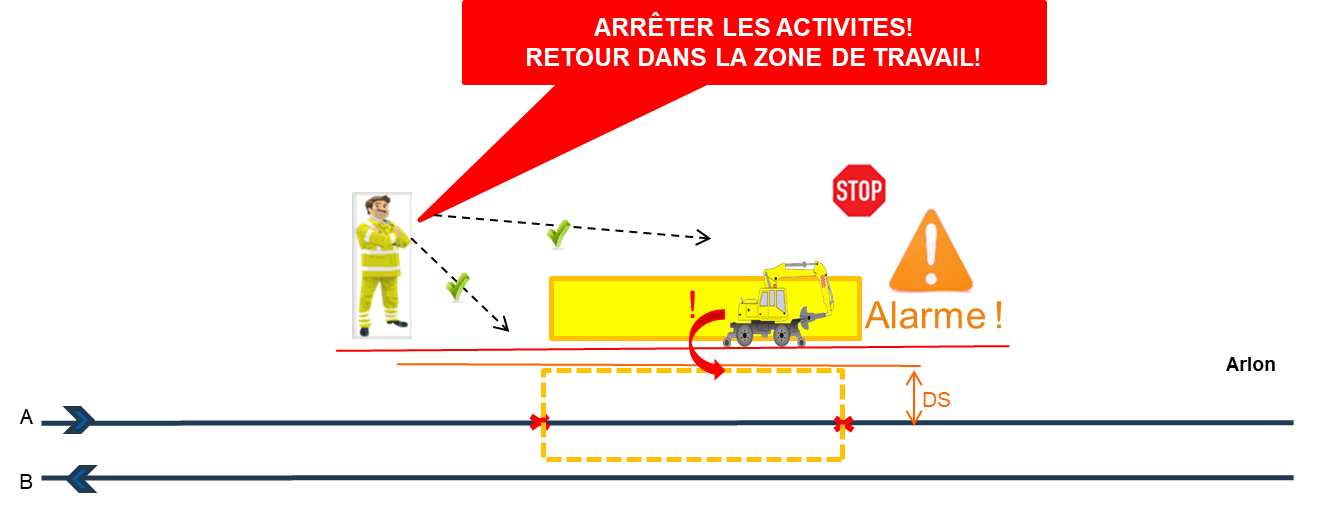 ARRÊTER LES ACTIVITES!
RETOUR DANS LA ZONE DE TRAVAIL!
STOP
!
Alarme !
Arlon
DS
A
B